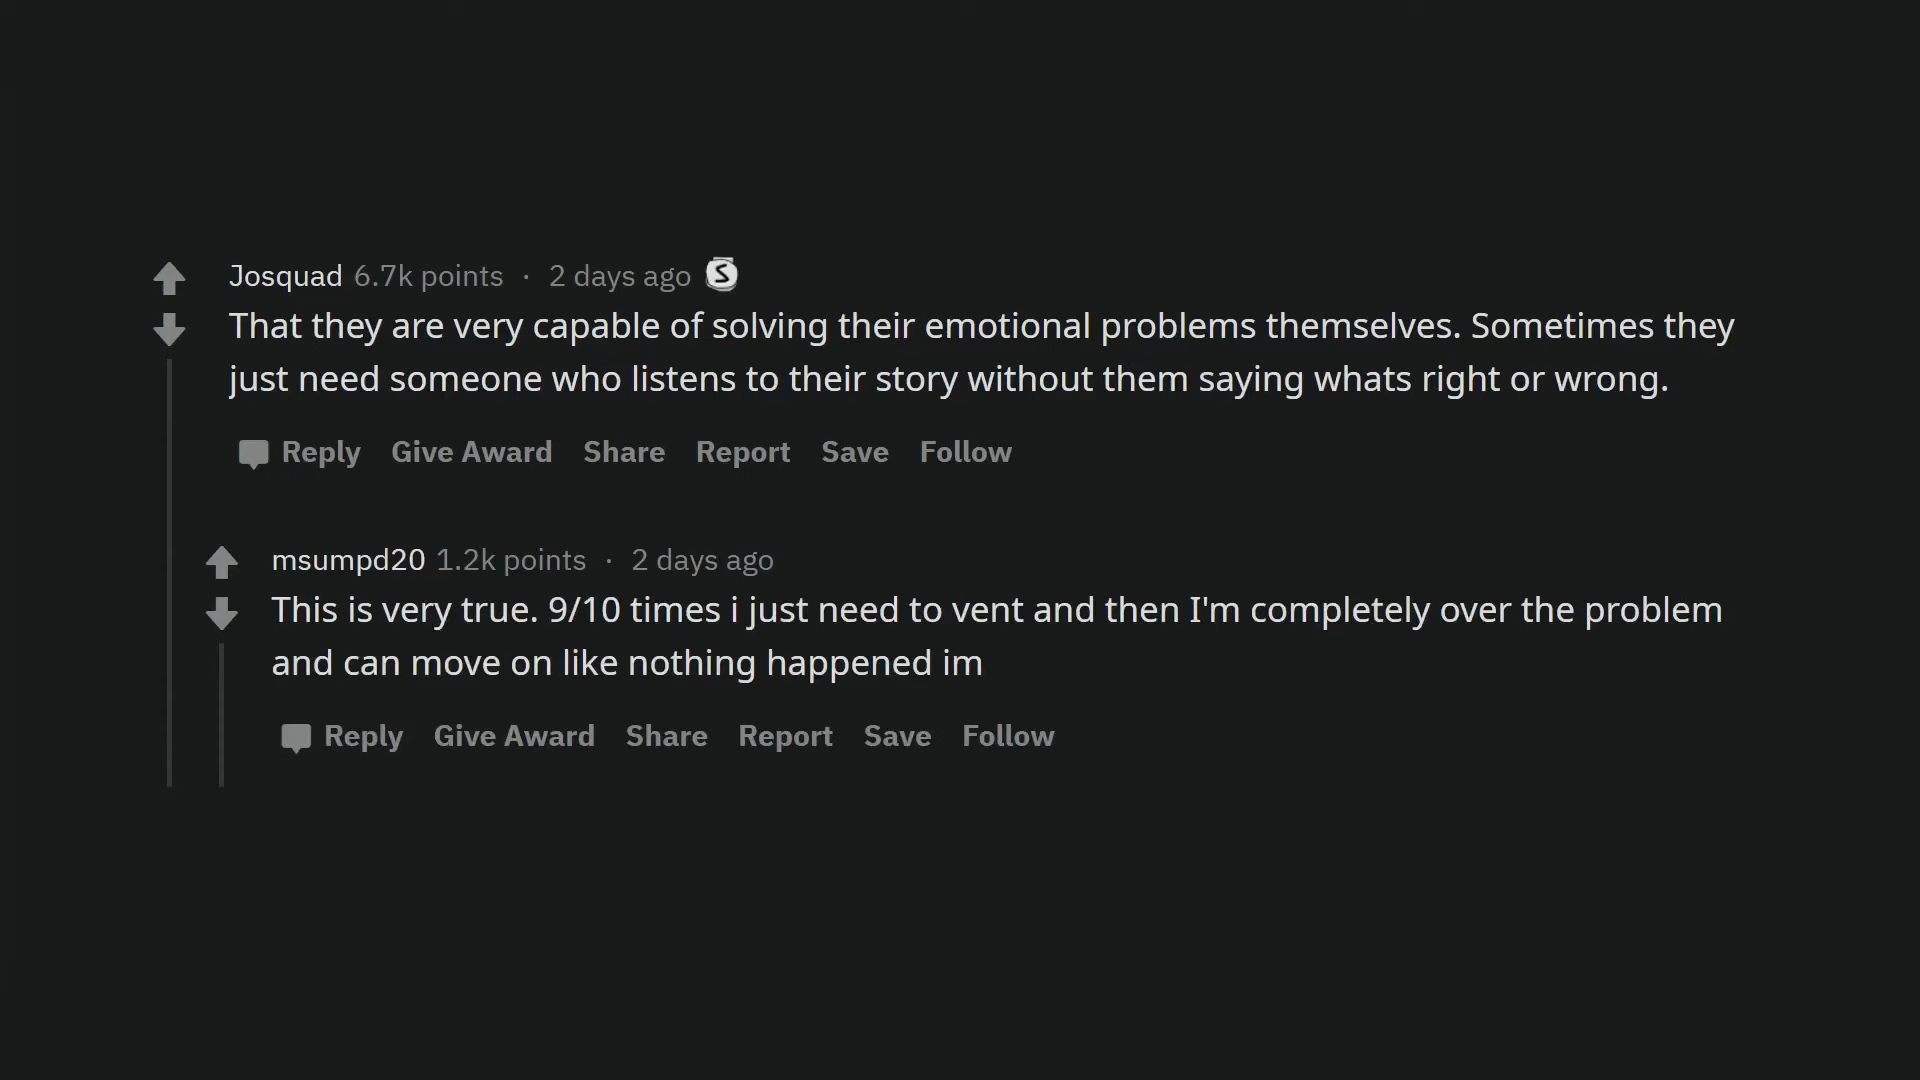 Josquad 6.7k points · 2 days ago S
That they are very capable of solving their emotional problems themselves. Sometimes they
just need someone who listens to their story without them saying whats right or wrong.
Reply Give Award Share Report Save Follow
msumpd20 1.2k points · 2 days ago
This is very true. 9/10 times i just need to vent and then I'm completely over the problem
and can move on like nothing happened im
Reply Give Award Share Report Save Follow